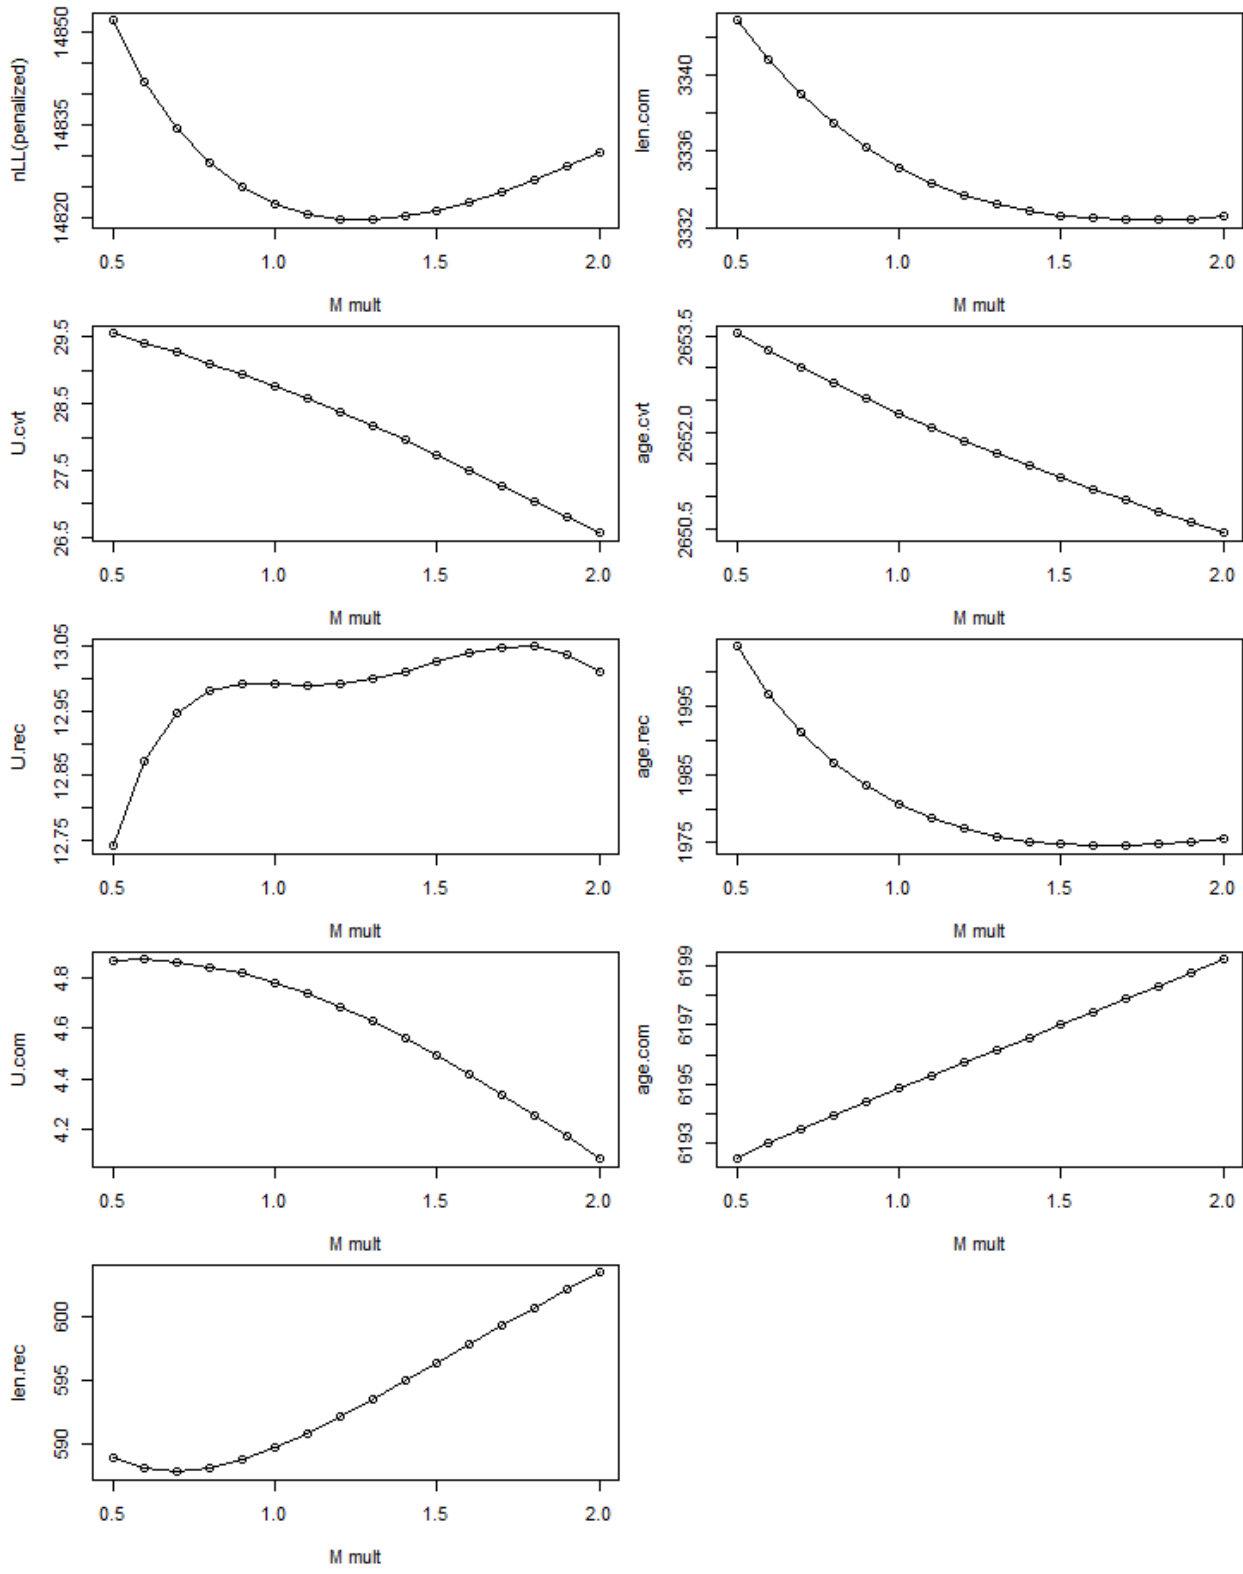 nLL(penalized)
14850
14835
14820
0.5 1.0 1.5 2.0
M mult
len.com
3340
3336
3332
0.5 1.0 1.5 2.0
M mult
U.cvt
29.5
28.5
27.5
26.5
0.5 1.0 1.5 2.0
M mult
age.cvt
2653.5
2652.0
2650.5
0.5 1.0 1.5 2.0
M mult
U.rec
13.05
12.95
12.85
12.75
0.5 1.0 1.5 2.0
M mult
age.rec
1995
1985
1975
0.5 1.0 1.5 2.0
M mult
U.com
4.8
4.6
4.4
4.2
0.5 1.0 1.5 2.0
M mult
age.com
6199
6197
6195
6193
0.5 1.0 1.5 2.0
M mult
len.rec
600
595
590
0.5 1.0 1.5 2.0
M mult